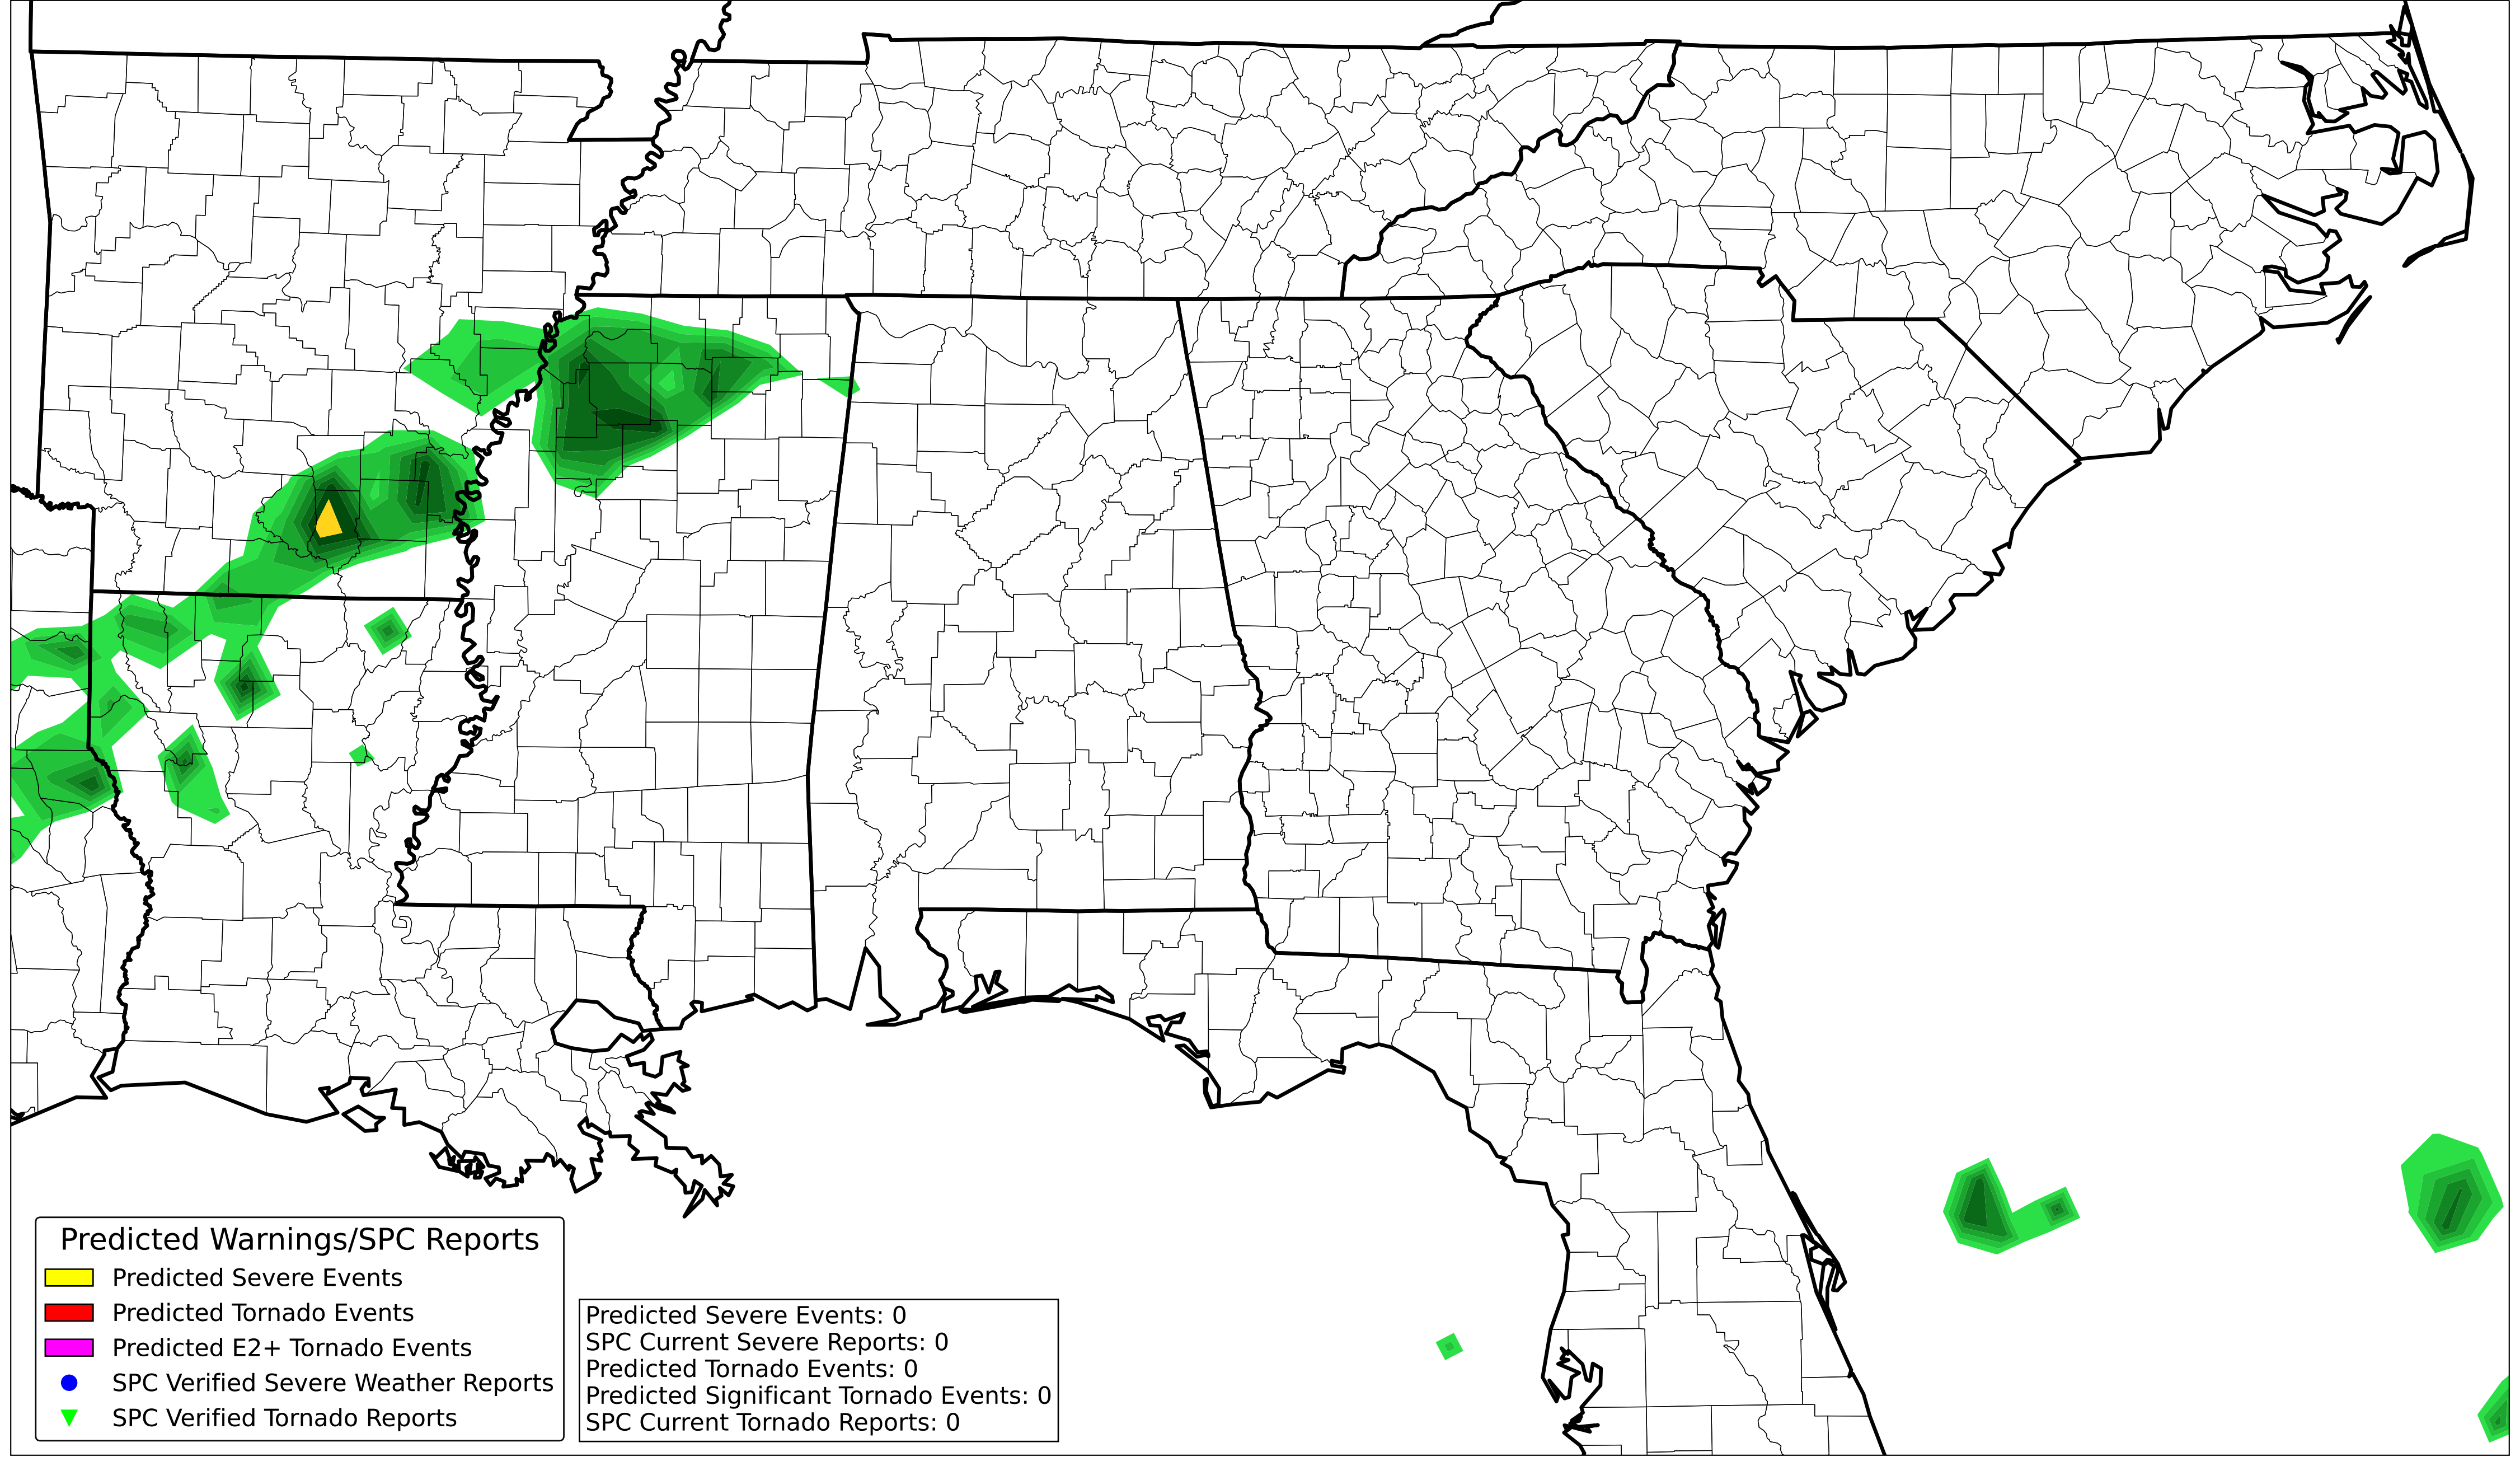 Predicted Warnings/SPC Reports
Predicted Severe Events
Predicted Tornado Events
Predicted E2+ Tornado Events
SPC Verified Severe Weather Reports
SPC Verified Tornado Reports
Predicted Severe Events: 0
SPC Current Severe Reports: 0
Predicted Tornado Events: 0
Predicted Significant Tornado Events: 0
SPC Current Tornado Reports: 0